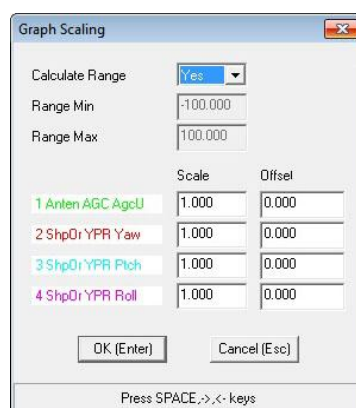 Graph Scaling
Calculate Range Yes
Range Min -100.000
Range Max 100.000
Scale Offset
1 Anten AGC AgcU 1.000 0.000
2 ShpOr YPR Yaw 1.000 0.000
3 ShpOr YPR Ptch 1.000 0.000
4 ShpOr YPR Roll 1.000 0.000
OK (Enter) Cancel (Esc)
Press SPACE,->,<- keys